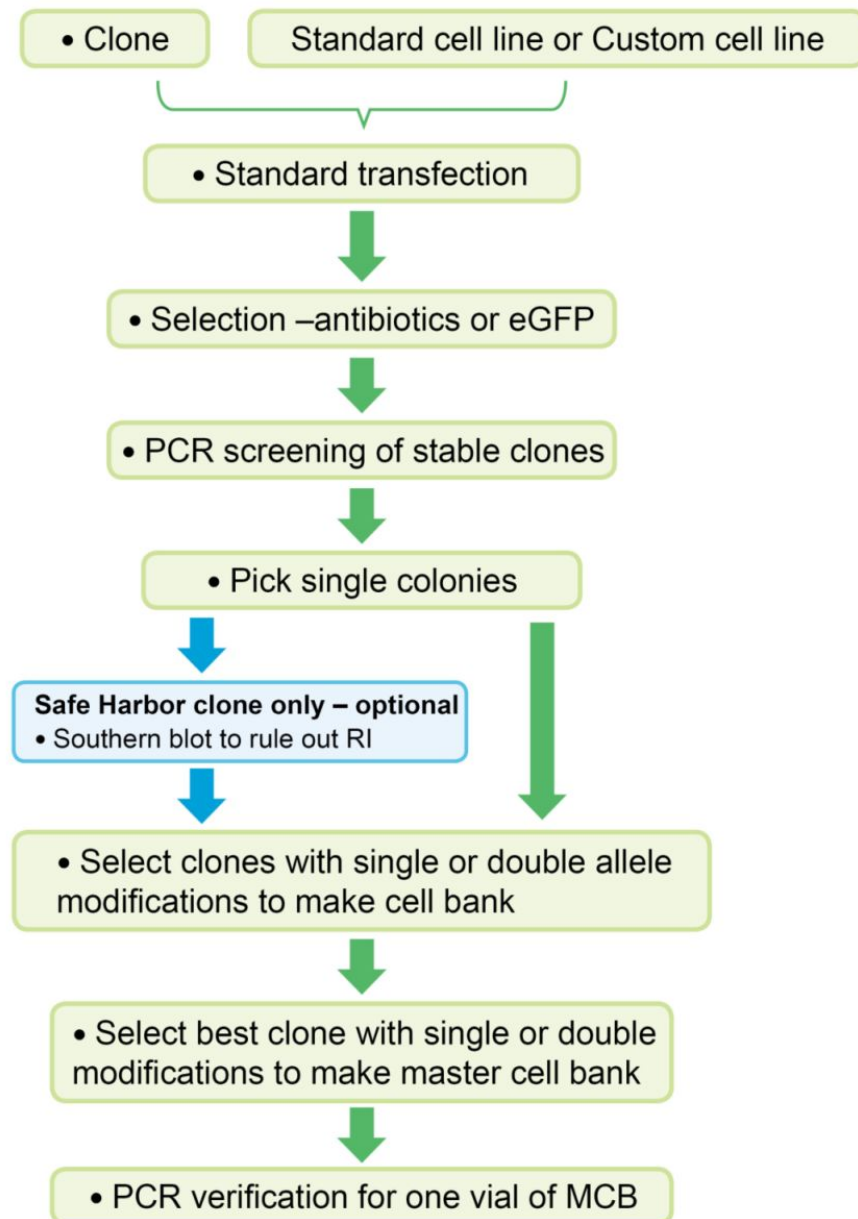 • Clone
Standard cell line or Custom cell line
• Standard transfection
• Selection –antibiotics or eGFP
• PCR screening of stable clones
• Pick single colonies
Safe Harbor clone only – optional
• Southern blot to rule out RI
• Select clones with single or double allele
modifications to make cell bank
• Select best clone with single or double
modifications to make master cell bank
• PCR verification for one vial of MCB